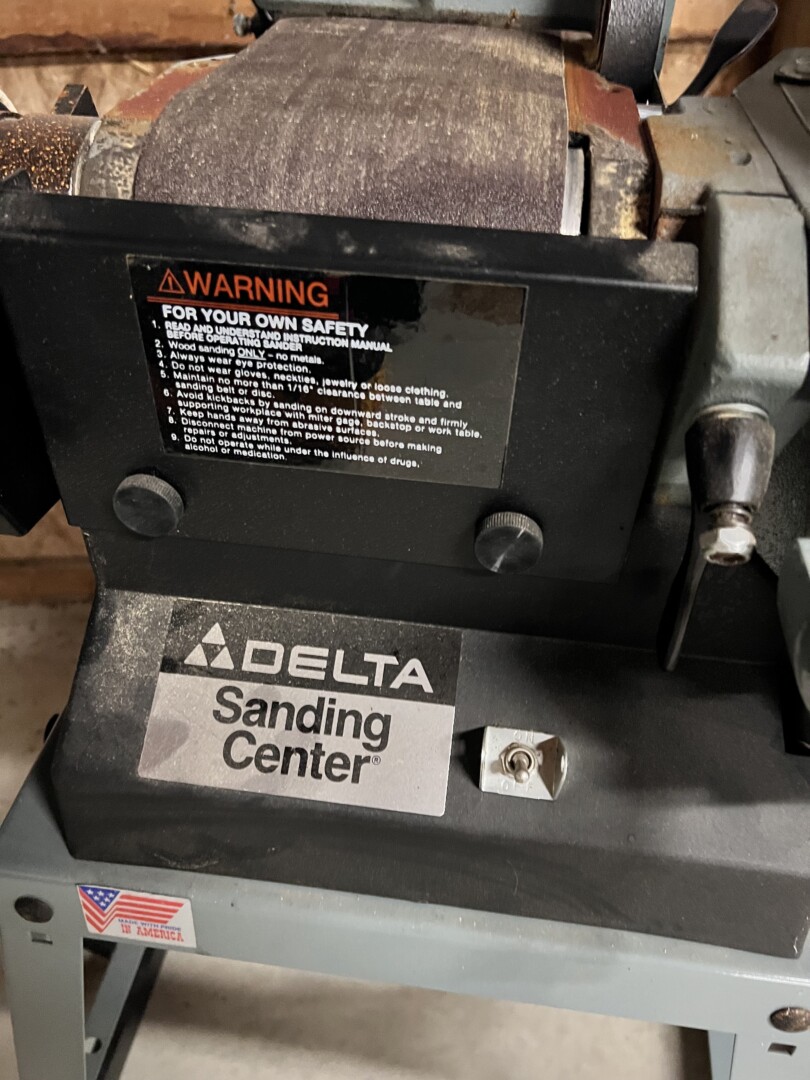 WARNING
FOR YOUR OWN SAFETY
1. READ AND UNDERSTAND INSTRUCTION MANUAL
BEFORE OPERATING SANDER
2. Wood sanding ONLY – no metals.
3. Always wear eye protection.
4. Do not wear gloves, neckties, jewelry or loose clothing.
5. Maintain no more than 1/16" clearance between table and
sanding belt or disc.
6. Avoid kickbacks by sanding on downward stroke and firmly
supporting workplace with miter gage, backstop or work table.
7. Keep hands away from abrasive surfaces.
8. Disconnect machine from power source before making
repairs or adjustments.
9. Do not operate while under the influence of drugs,
alcohol or medication.
DELTA
Sanding
Center®
ON
MADE WITH PRIDE
IN AMERICA